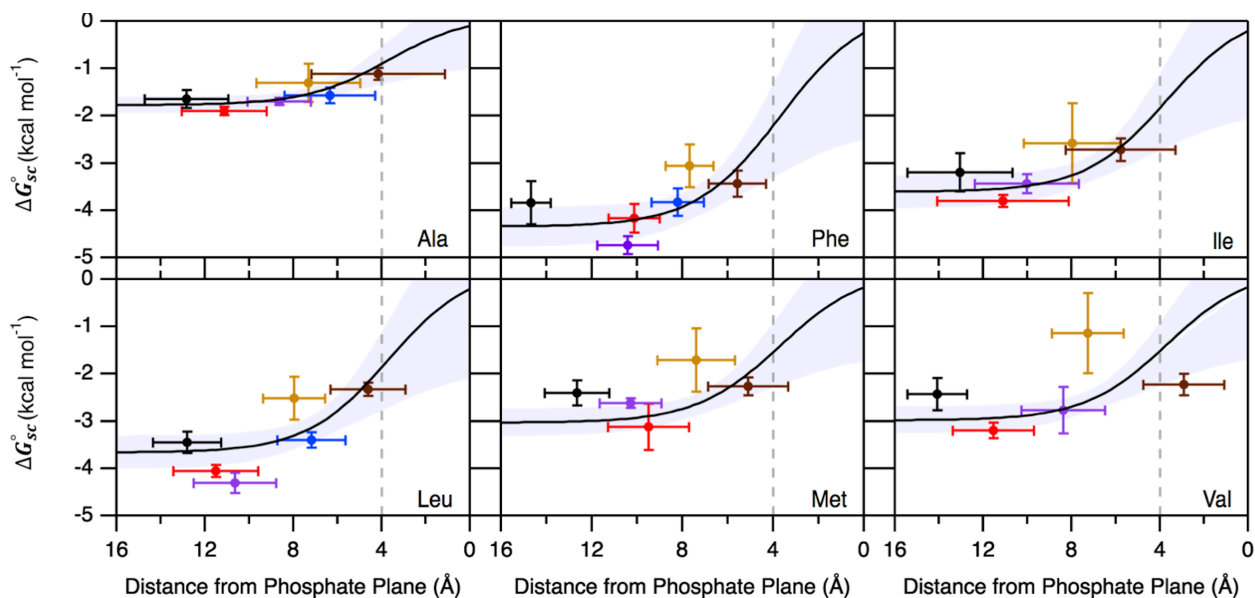 0
-1
-2
-3
-4
-5
ΔG°sc (kcal mol-1)
Ala
Phe
Ile
0
-1
-2
-3
-4
-5
ΔG°sc (kcal mol-1)
Leu
Met
Val
16 12 8 4 0 16 12 8 4 0 16 12 8 4 0
Distance from Phosphate Plane (Å) Distance from Phosphate Plane (Å) Distance from Phosphate Plane (Å)